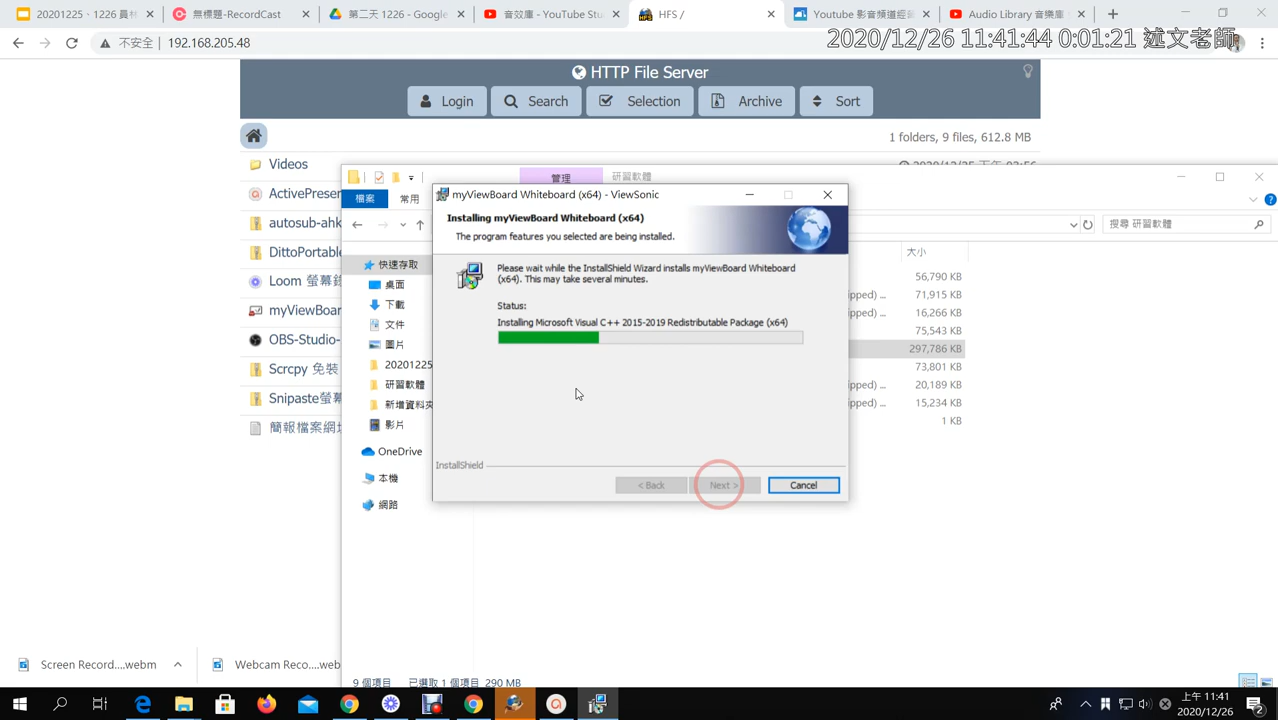 20201225、1226 員林
無標題-RecordCast
第二天 1226 - Google
音效庫 - YouTube Stu
HFS /
Youtube 影音頻道經營
Audio Library 音樂庫
不安全
192.168.205.48
2020/12/26 11:41:44 0:01:21 述文老師
HTTP File Server
Login
Search
Selection
Archive
Sort
1 folders, 9 files, 612.8 MB
Videos
ActivePresen
autosub-ahk
DittoPortable
Loom 螢幕錄
myViewBoar
OBS-Studio-
Scrcpy 免裝
Snipaste螢幕
簡報檔案網址
管理
研習軟體
檔案
常用
搜尋 研習軟體
快速存取
桌面
下載
文件
圖片
20201225
研習軟體
新增資料夾
影片
OneDrive
本機
網路
大小
56,790 KB
ipped) ...
71,915 KB
ipped) ...
16,266 KB
75,543 KB
297,786 KB
73,801 KB
ipped) ...
20,189 KB
ipped) ...
15,234 KB
1 KB
myViewBoard Whiteboard (x64) - ViewSonic
Installing myViewBoard Whiteboard (x64)
The program features you selected are being installed.
Please wait while the InstallShield Wizard installs myViewBoard Whiteboard
(x64). This may take several minutes.
Status:
Installing Microsoft Visual C++ 2015-2019 Redistributable Package (x64)
InstallShield
< Back
Next >
Cancel
9 個項目
已選取 1 個項目 290 MB
Screen Record....webm
Webcam Reco....web
上午 11:41
2020/12/26
2